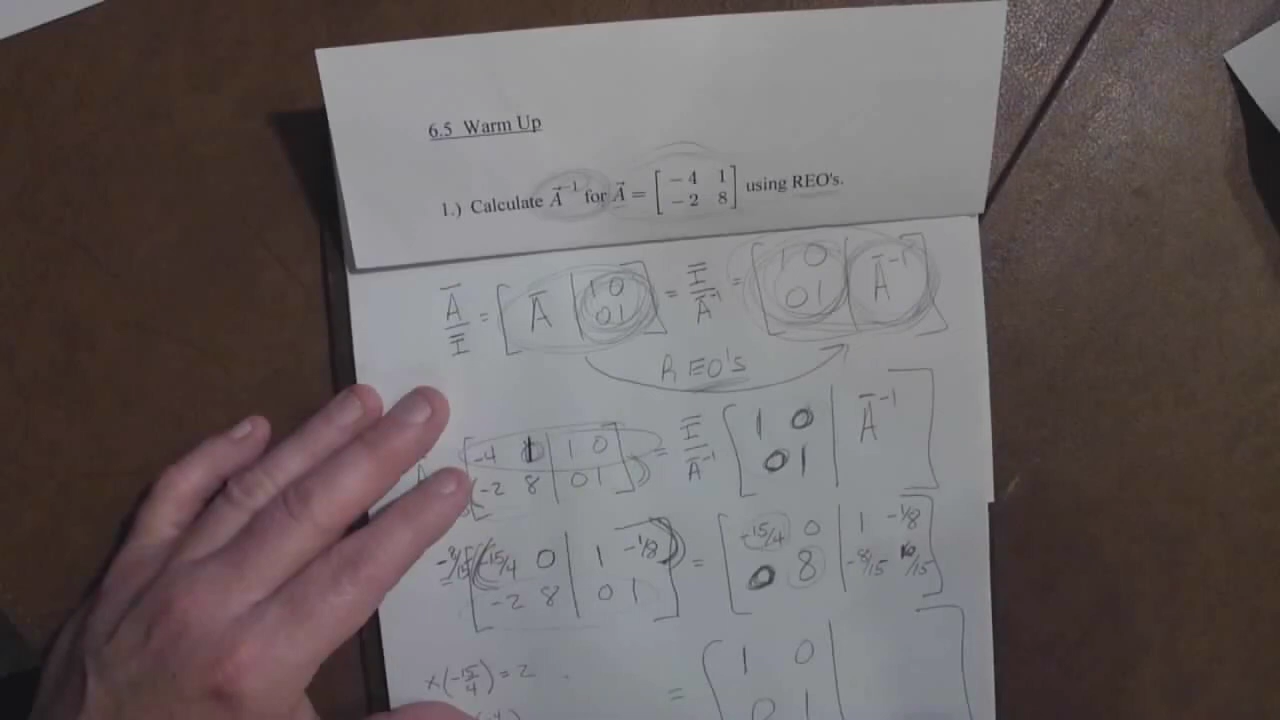 6.5 Warm Up
1.) Calculate A⃗⁻¹ for A⃗ = [ -4 1 ; -2 8 ] using REO's.
A̅/I̅ = [ A̅ | 1 0 ; 0 1 ] = I̅/A̅⁻¹ = [ 1 0 ; 0 1 | A̅⁻¹ ]
REO'S
[ -4 1 | 1 0 ; -2 8 | 0 1 ] = I̅/A̅⁻¹ [ 1 0 ; 0 1 | A̅⁻¹ ]
-8/15 ( [ -15/4 0 | 1 -1/8 ; -2 8 | 0 1 ] ) = [ -15/4 0 | 1 -1/8 ; 0 8 | -8/15 16/15 ]
x(-15/4) = 2
= [ 1 0 ; 0 1 | ]